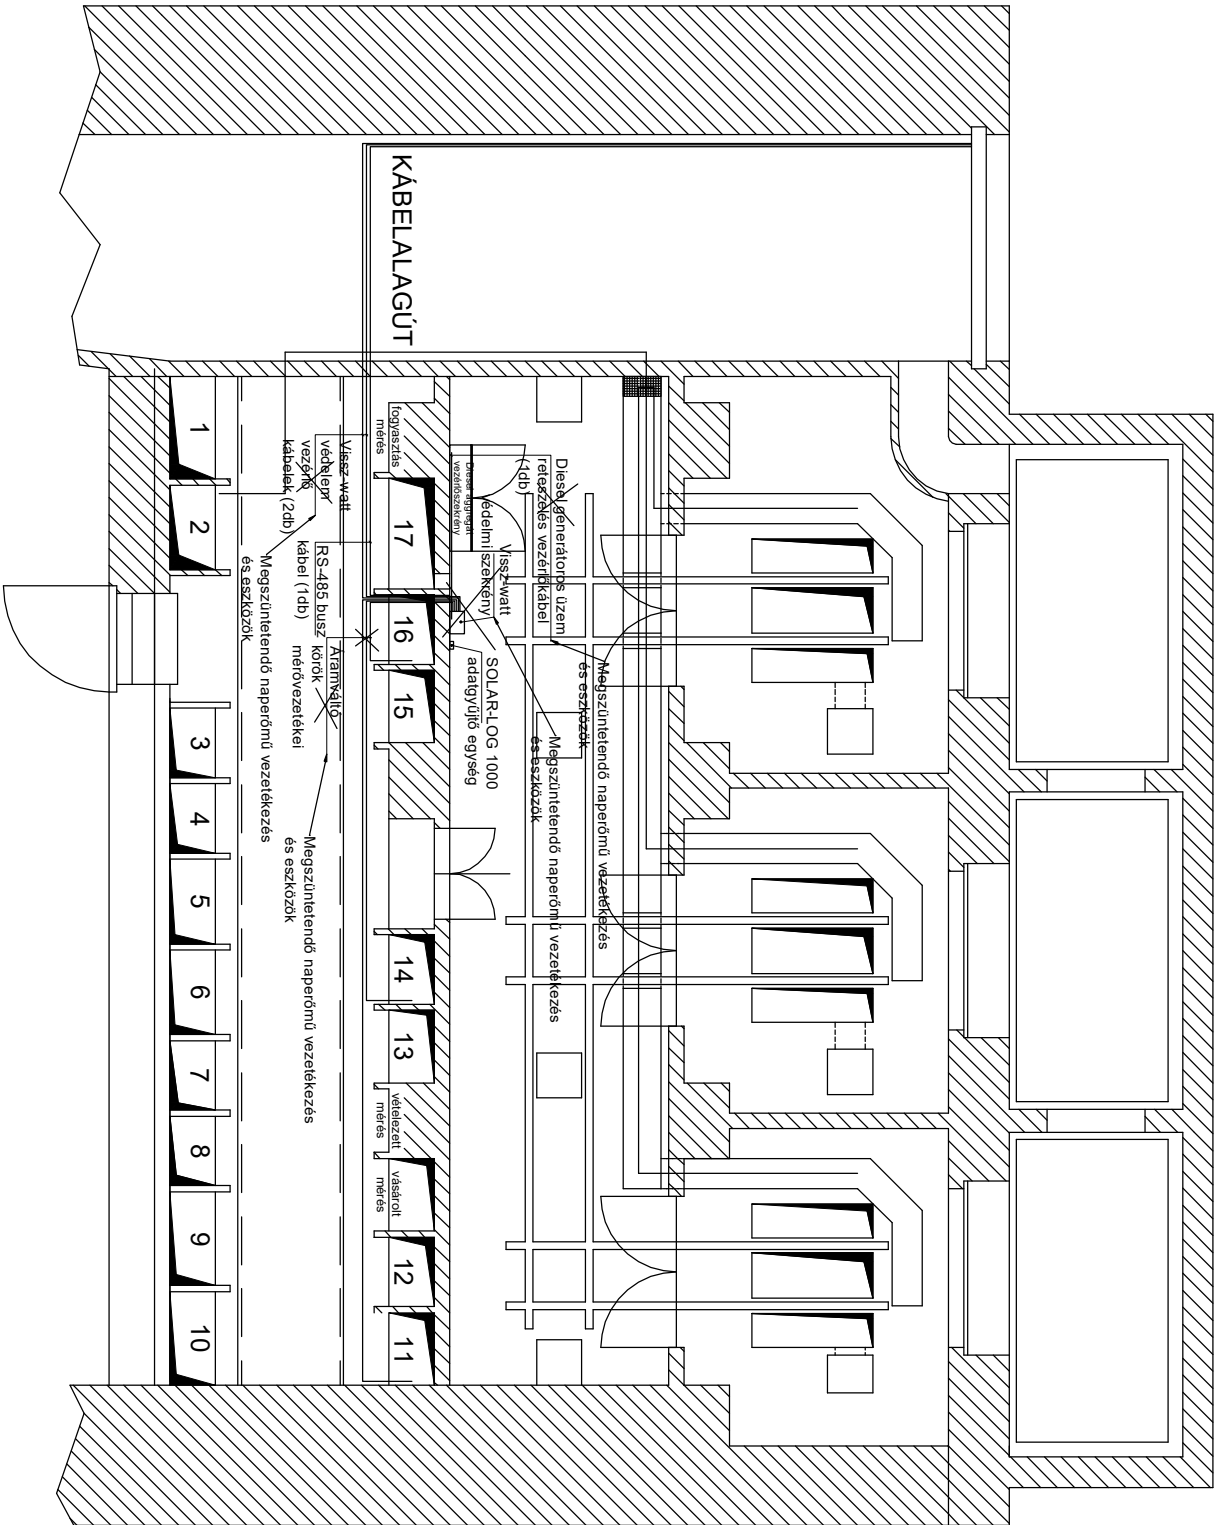 KÁBELALAGÚT
fogyasztás
mérés
Diesel aggregát
vezérlőszekrény
Diesel generátoros üzem
reteszelés vezérlőkábel
(1db)
Vissz-watt
védelmi szekrény
Vissz-watt
védelem
vezérlő
kábelek (2db)
RS-485 busz
kábel (1db)
Megszüntetendő naperőmű vezetékezés
és eszközök
Áramváltó
körök
mérővezetékei
SOLAR-LOG 1000
adatgyűjtő egység
Megszüntetendő naperőmű vezetékezés
és eszközök
Megszüntetendő naperőmű vezetékezés
és eszközök
Megszüntetendő naperőmű vezetékezés
és eszközök
vételezett
mérés
vásárolt
mérés
17
16
15
14
13
12
11
1
2
3
4
5
6
7
8
9
10